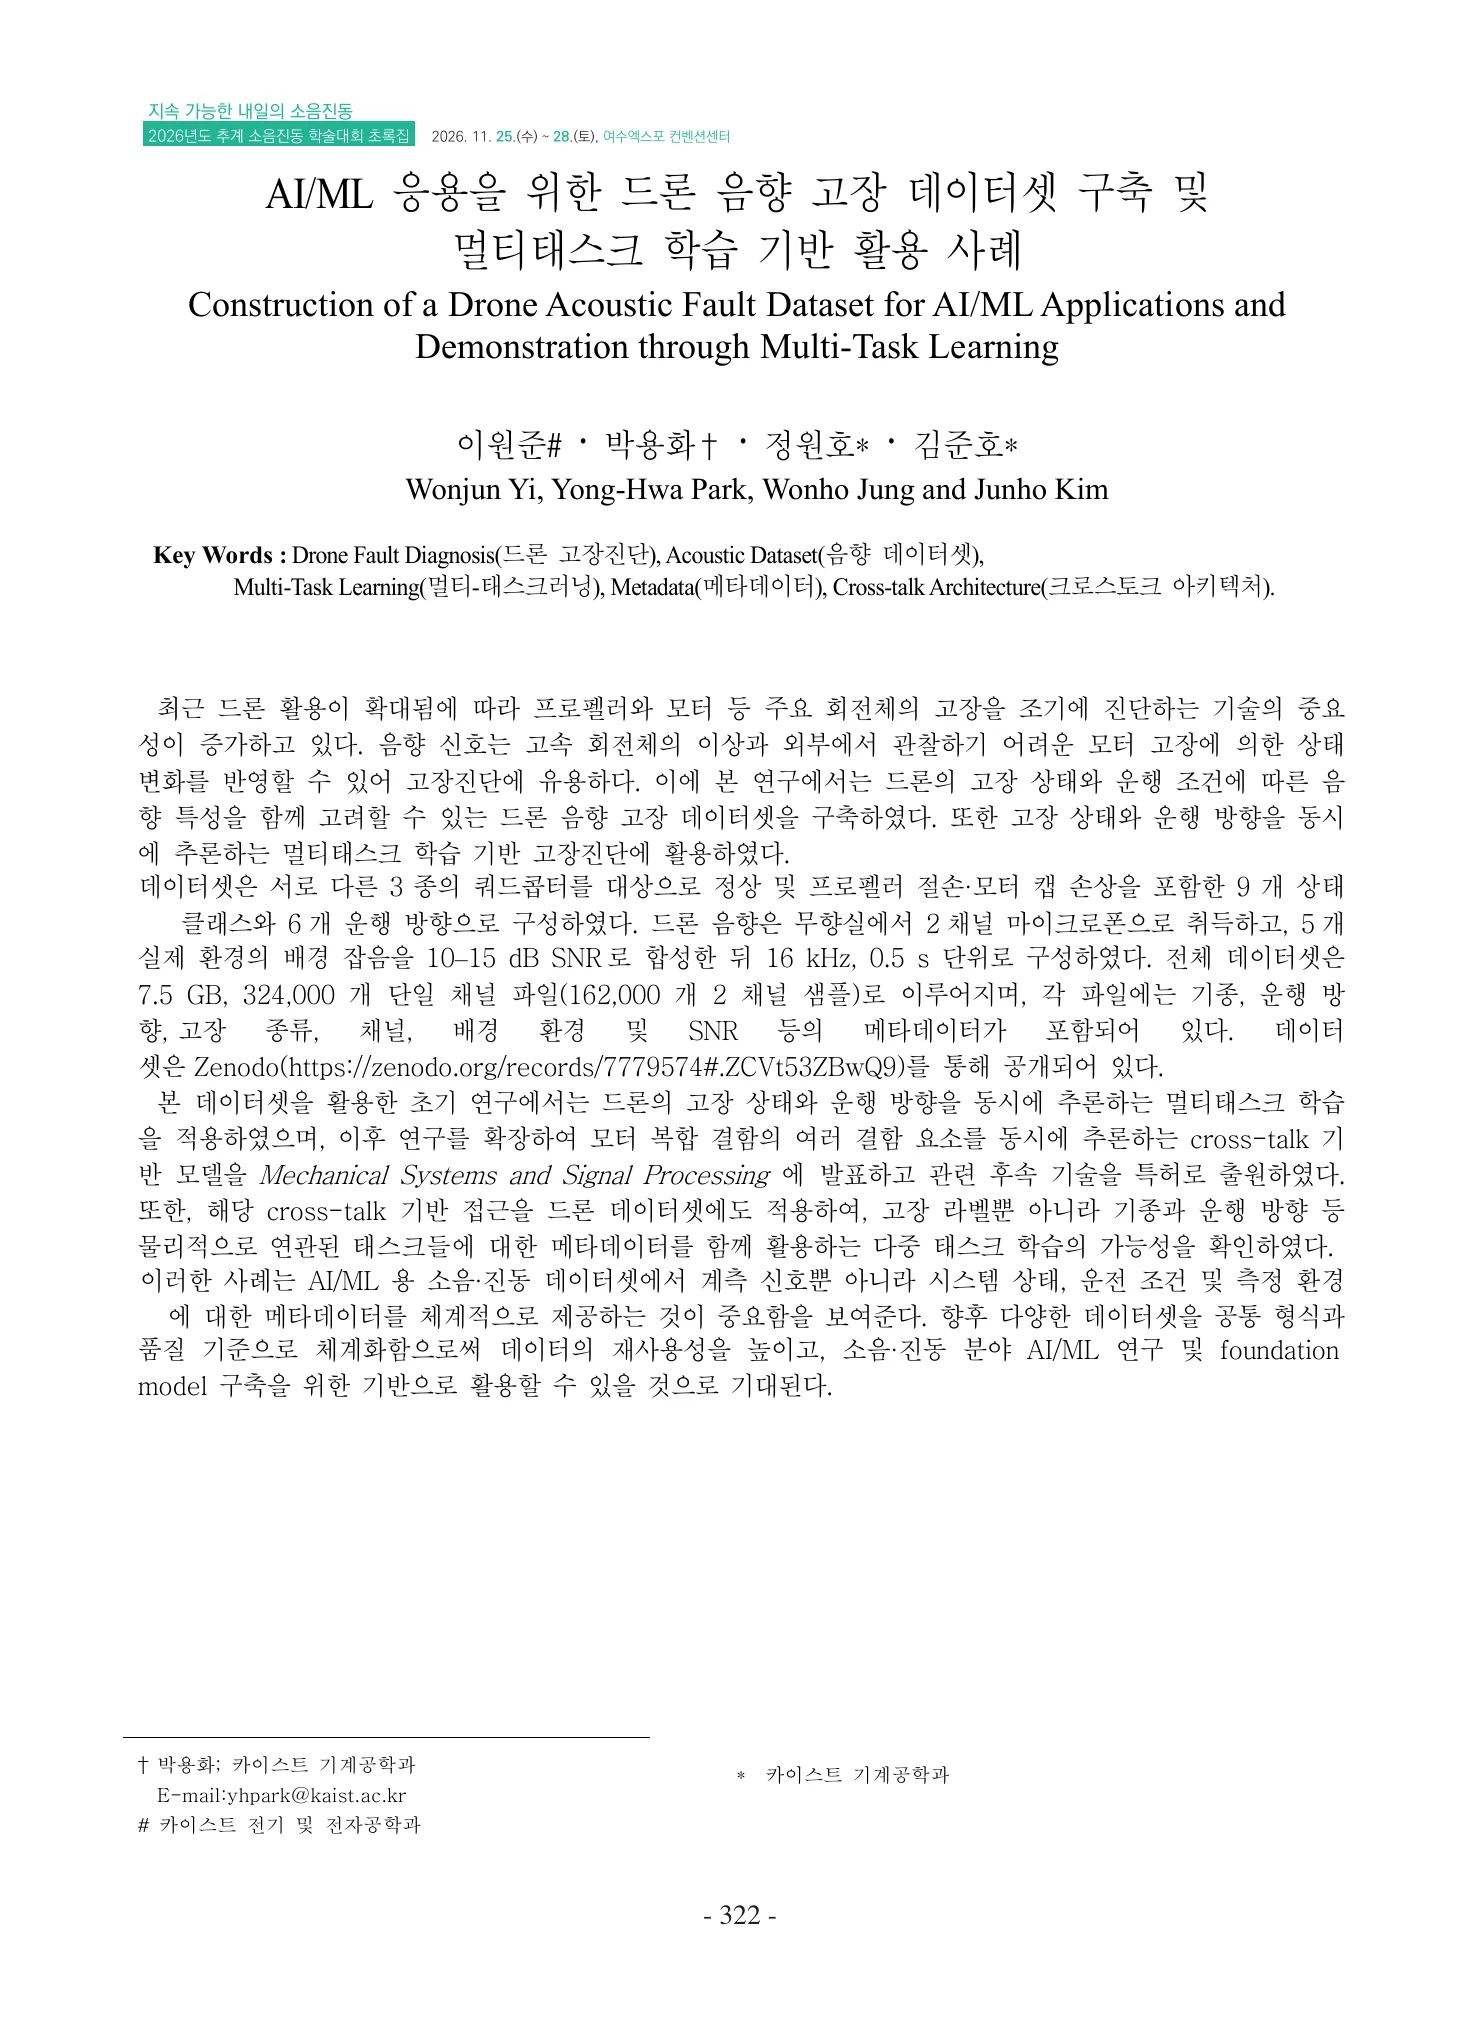 지속 가능한 내일의 소음진동
2026년도 추계 소음진동 학술대회 초록집 2026. 11. 25.(수) ~ 28.(토), 여수엑스포 컨벤션센터
AI/ML 응용을 위한 드론 음향 고장 데이터셋 구축 및
멀티태스크 학습 기반 활용 사례
Construction of a Drone Acoustic Fault Dataset for AI/ML Applications and
Demonstration through Multi-Task Learning
이원준# · 박용화† · 정원호* · 김준호*
Wonjun Yi, Yong-Hwa Park, Wonho Jung and Junho Kim
Key Words : Drone Fault Diagnosis(드론 고장진단), Acoustic Dataset(음향 데이터셋),
Multi-Task Learning(멀티-태스크러닝), Metadata(메타데이터), Cross-talk Architecture(크로스토크 아키텍처).
최근 드론 활용이 확대됨에 따라 프로펠러와 모터 등 주요 회전체의 고장을 조기에 진단하는 기술의 중요
성이 증가하고 있다. 음향 신호는 고속 회전체의 이상과 외부에서 관찰하기 어려운 모터 고장에 의한 상태
변화를 반영할 수 있어 고장진단에 유용하다. 이에 본 연구에서는 드론의 고장 상태와 운행 조건에 따른 음
향 특성을 함께 고려할 수 있는 드론 음향 고장 데이터셋을 구축하였다. 또한 고장 상태와 운행 방향을 동시
에 추론하는 멀티태스크 학습 기반 고장진단에 활용하였다.
데이터셋은 서로 다른 3 종의 쿼드콥터를 대상으로 정상 및 프로펠러 절손·모터 캡 손상을 포함한 9 개 상태
클래스와 6 개 운행 방향으로 구성하였다. 드론 음향은 무향실에서 2 채널 마이크로폰으로 취득하고, 5 개
실제 환경의 배경 잡음을 10–15 dB SNR 로 합성한 뒤 16 kHz, 0.5 s 단위로 구성하였다. 전체 데이터셋은
7.5 GB, 324,000 개 단일 채널 파일(162,000 개 2 채널 샘플)로 이루어지며, 각 파일에는 기종, 운행 방
향, 고장 종류, 채널, 배경 환경 및 SNR 등의 메타데이터가 포함되어 있다. 데이터
셋은 Zenodo(https://zenodo.org/records/7779574#.ZCVt53ZBwQ9)를 통해 공개되어 있다.
본 데이터셋을 활용한 초기 연구에서는 드론의 고장 상태와 운행 방향을 동시에 추론하는 멀티태스크 학습
을 적용하였으며, 이후 연구를 확장하여 모터 복합 결함의 여러 결함 요소를 동시에 추론하는 cross-talk 기
반 모델을 Mechanical Systems and Signal Processing 에 발표하고 관련 후속 기술을 특허로 출원하였다.
또한, 해당 cross-talk 기반 접근을 드론 데이터셋에도 적용하여, 고장 라벨뿐 아니라 기종과 운행 방향 등
물리적으로 연관된 태스크들에 대한 메타데이터를 함께 활용하는 다중 태스크 학습의 가능성을 확인하였다.
이러한 사례는 AI/ML 용 소음·진동 데이터셋에서 계측 신호뿐 아니라 시스템 상태, 운전 조건 및 측정 환경
에 대한 메타데이터를 체계적으로 제공하는 것이 중요함을 보여준다. 향후 다양한 데이터셋을 공통 형식과
품질 기준으로 체계화함으로써 데이터의 재사용성을 높이고, 소음·진동 분야 AI/ML 연구 및 foundation
model 구축을 위한 기반으로 활용할 수 있을 것으로 기대된다.
† 박용화; 카이스트 기계공학과
E-mail:yhpark@kaist.ac.kr
# 카이스트 전기 및 전자공학과
* 카이스트 기계공학과
- 322 -